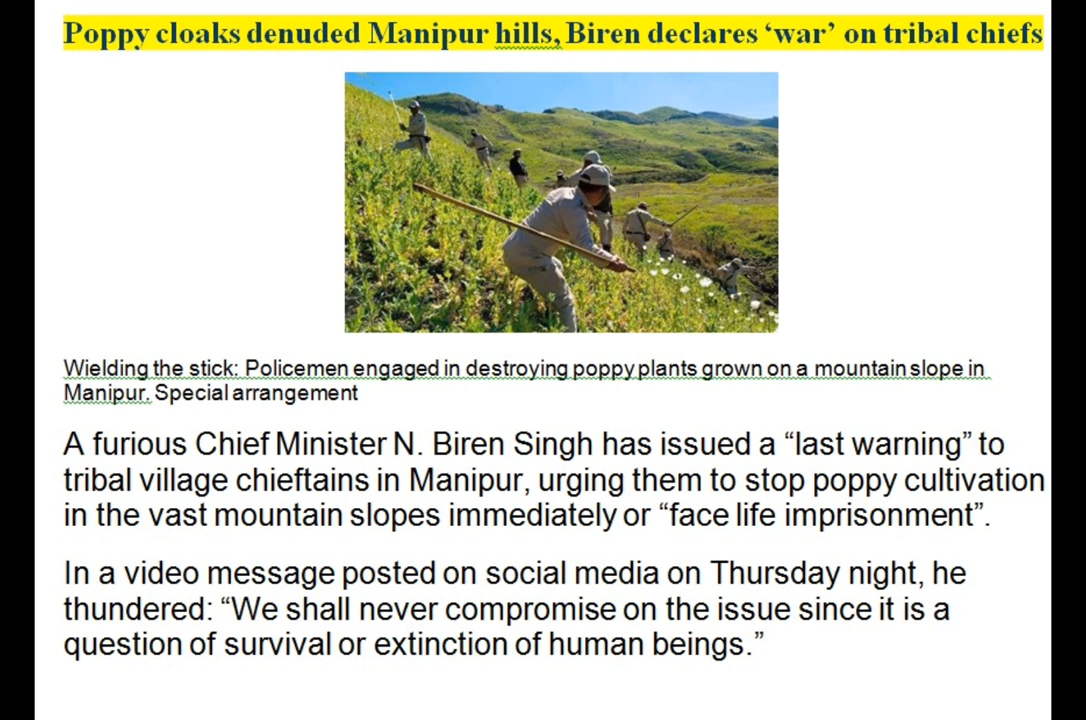 Poppy cloaks denuded Manipur hills, Biren declares ‘war’ on tribal chiefs
Wielding the stick: Policemen engaged in destroying poppy plants grown on a mountain slope in
Manipur. Special arrangement
A furious Chief Minister N. Biren Singh has issued a “last warning” to
tribal village chieftains in Manipur, urging them to stop poppy cultivation
in the vast mountain slopes immediately or “face life imprisonment”.
In a video message posted on social media on Thursday night, he
thundered: “We shall never compromise on the issue since it is a
question of survival or extinction of human beings.”